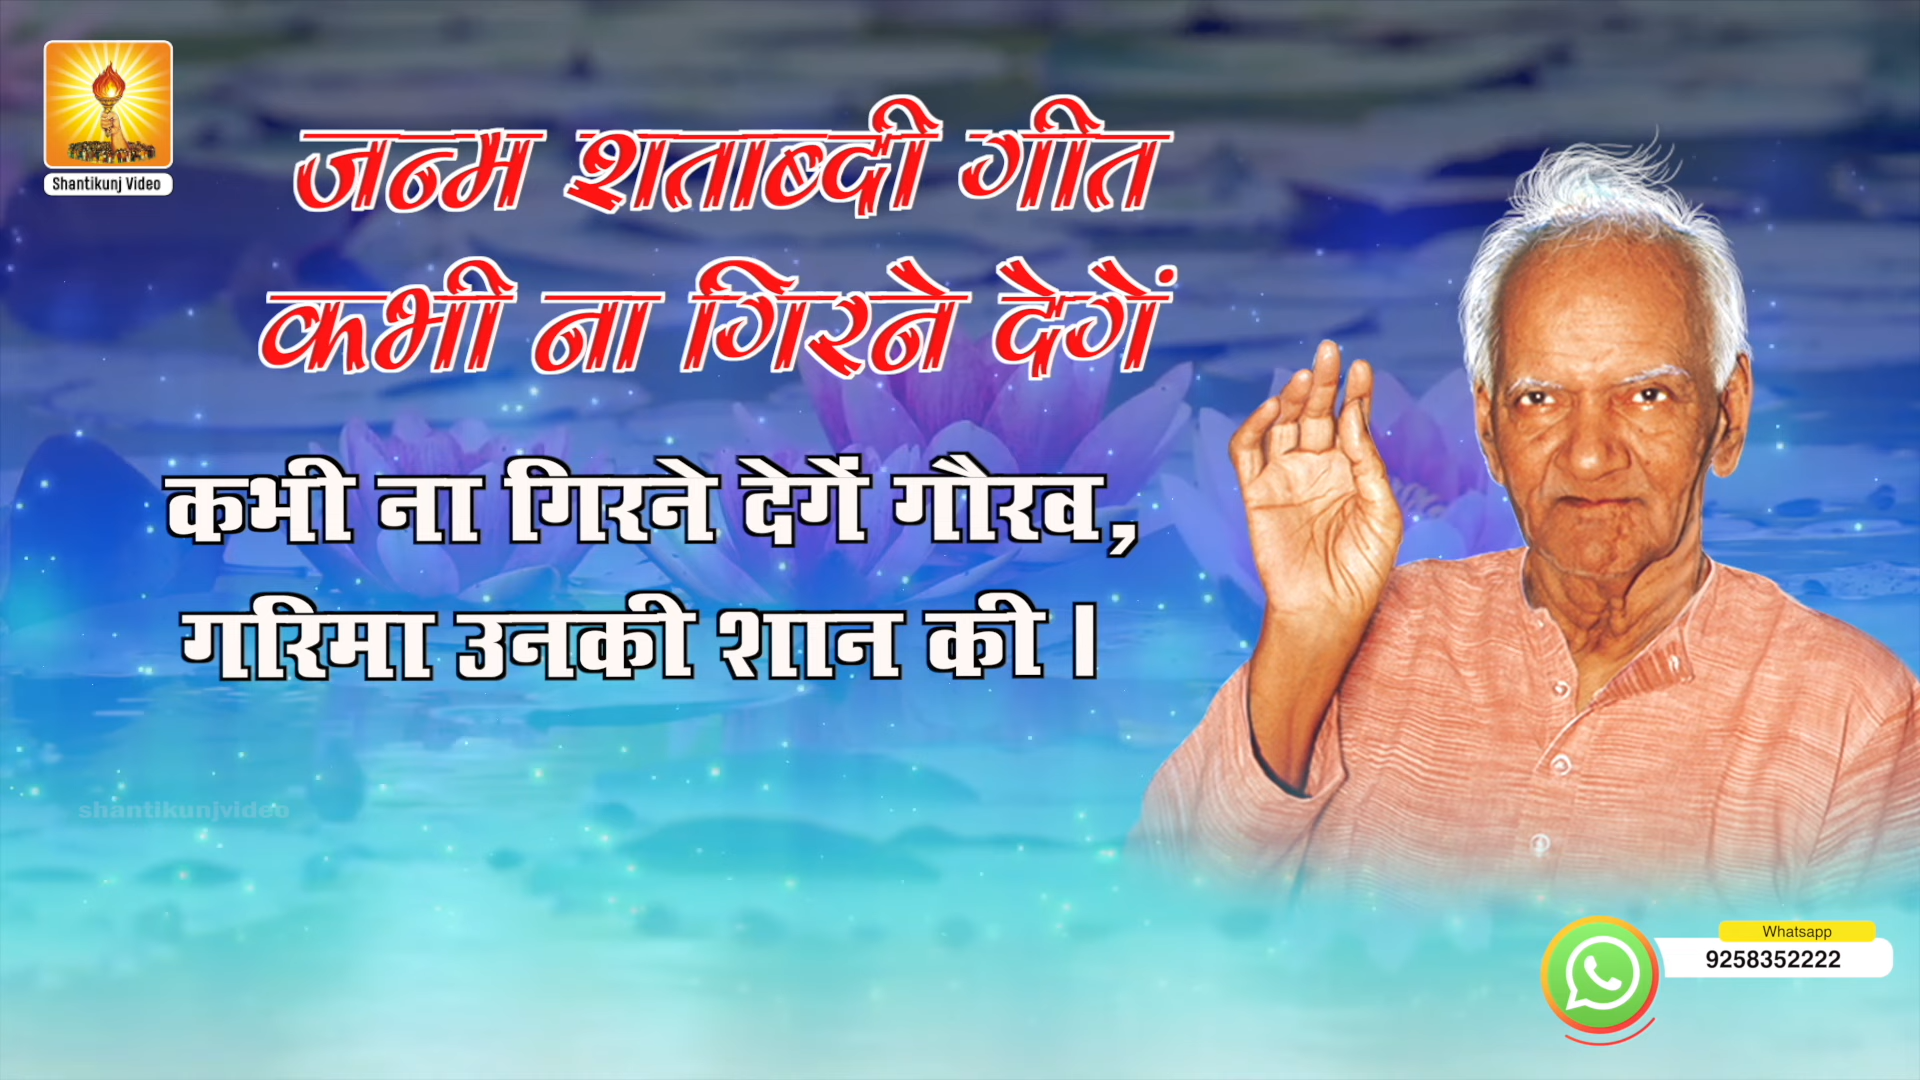 Shantikunj Video
जन्म शताब्दी गीत
कभी ना गिरने देगें
कभी ना गिरने देगें गौरव,
गरिमा उनकी शान की ।
shantikunjvideo
Whatsapp
9258352222